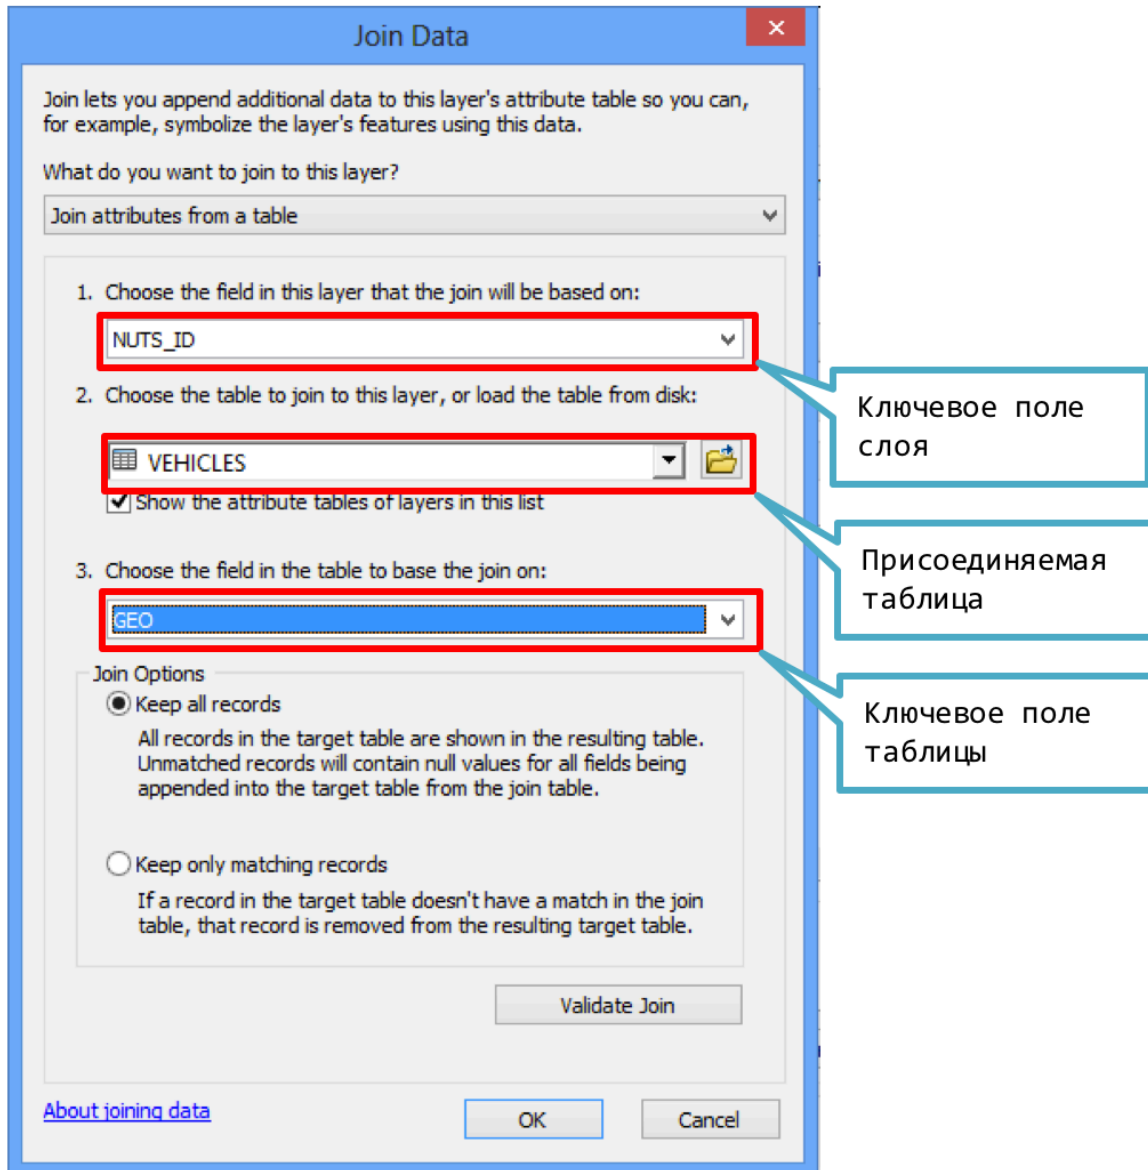 Join Data
Join lets you append additional data to this layer's attribute table so you can,
for example, symbolize the layer's features using this data.
What do you want to join to this layer?
Join attributes from a table
1. Choose the field in this layer that the join will be based on:
NUTS_ID
Ключевое поле
слоя
2. Choose the table to join to this layer, or load the table from disk:
VEHICLES
Show the attribute tables of layers in this list
Присоединяемая
таблица
3. Choose the field in the table to base the join on:
GEO
Ключевое поле
таблицы
Join Options
Keep all records
All records in the target table are shown in the resulting table.
Unmatched records will contain null values for all fields being
appended into the target table from the join table.
Keep only matching records
If a record in the target table doesn't have a match in the join
table, that record is removed from the resulting target table.
Validate Join
About joining data
OK
Cancel